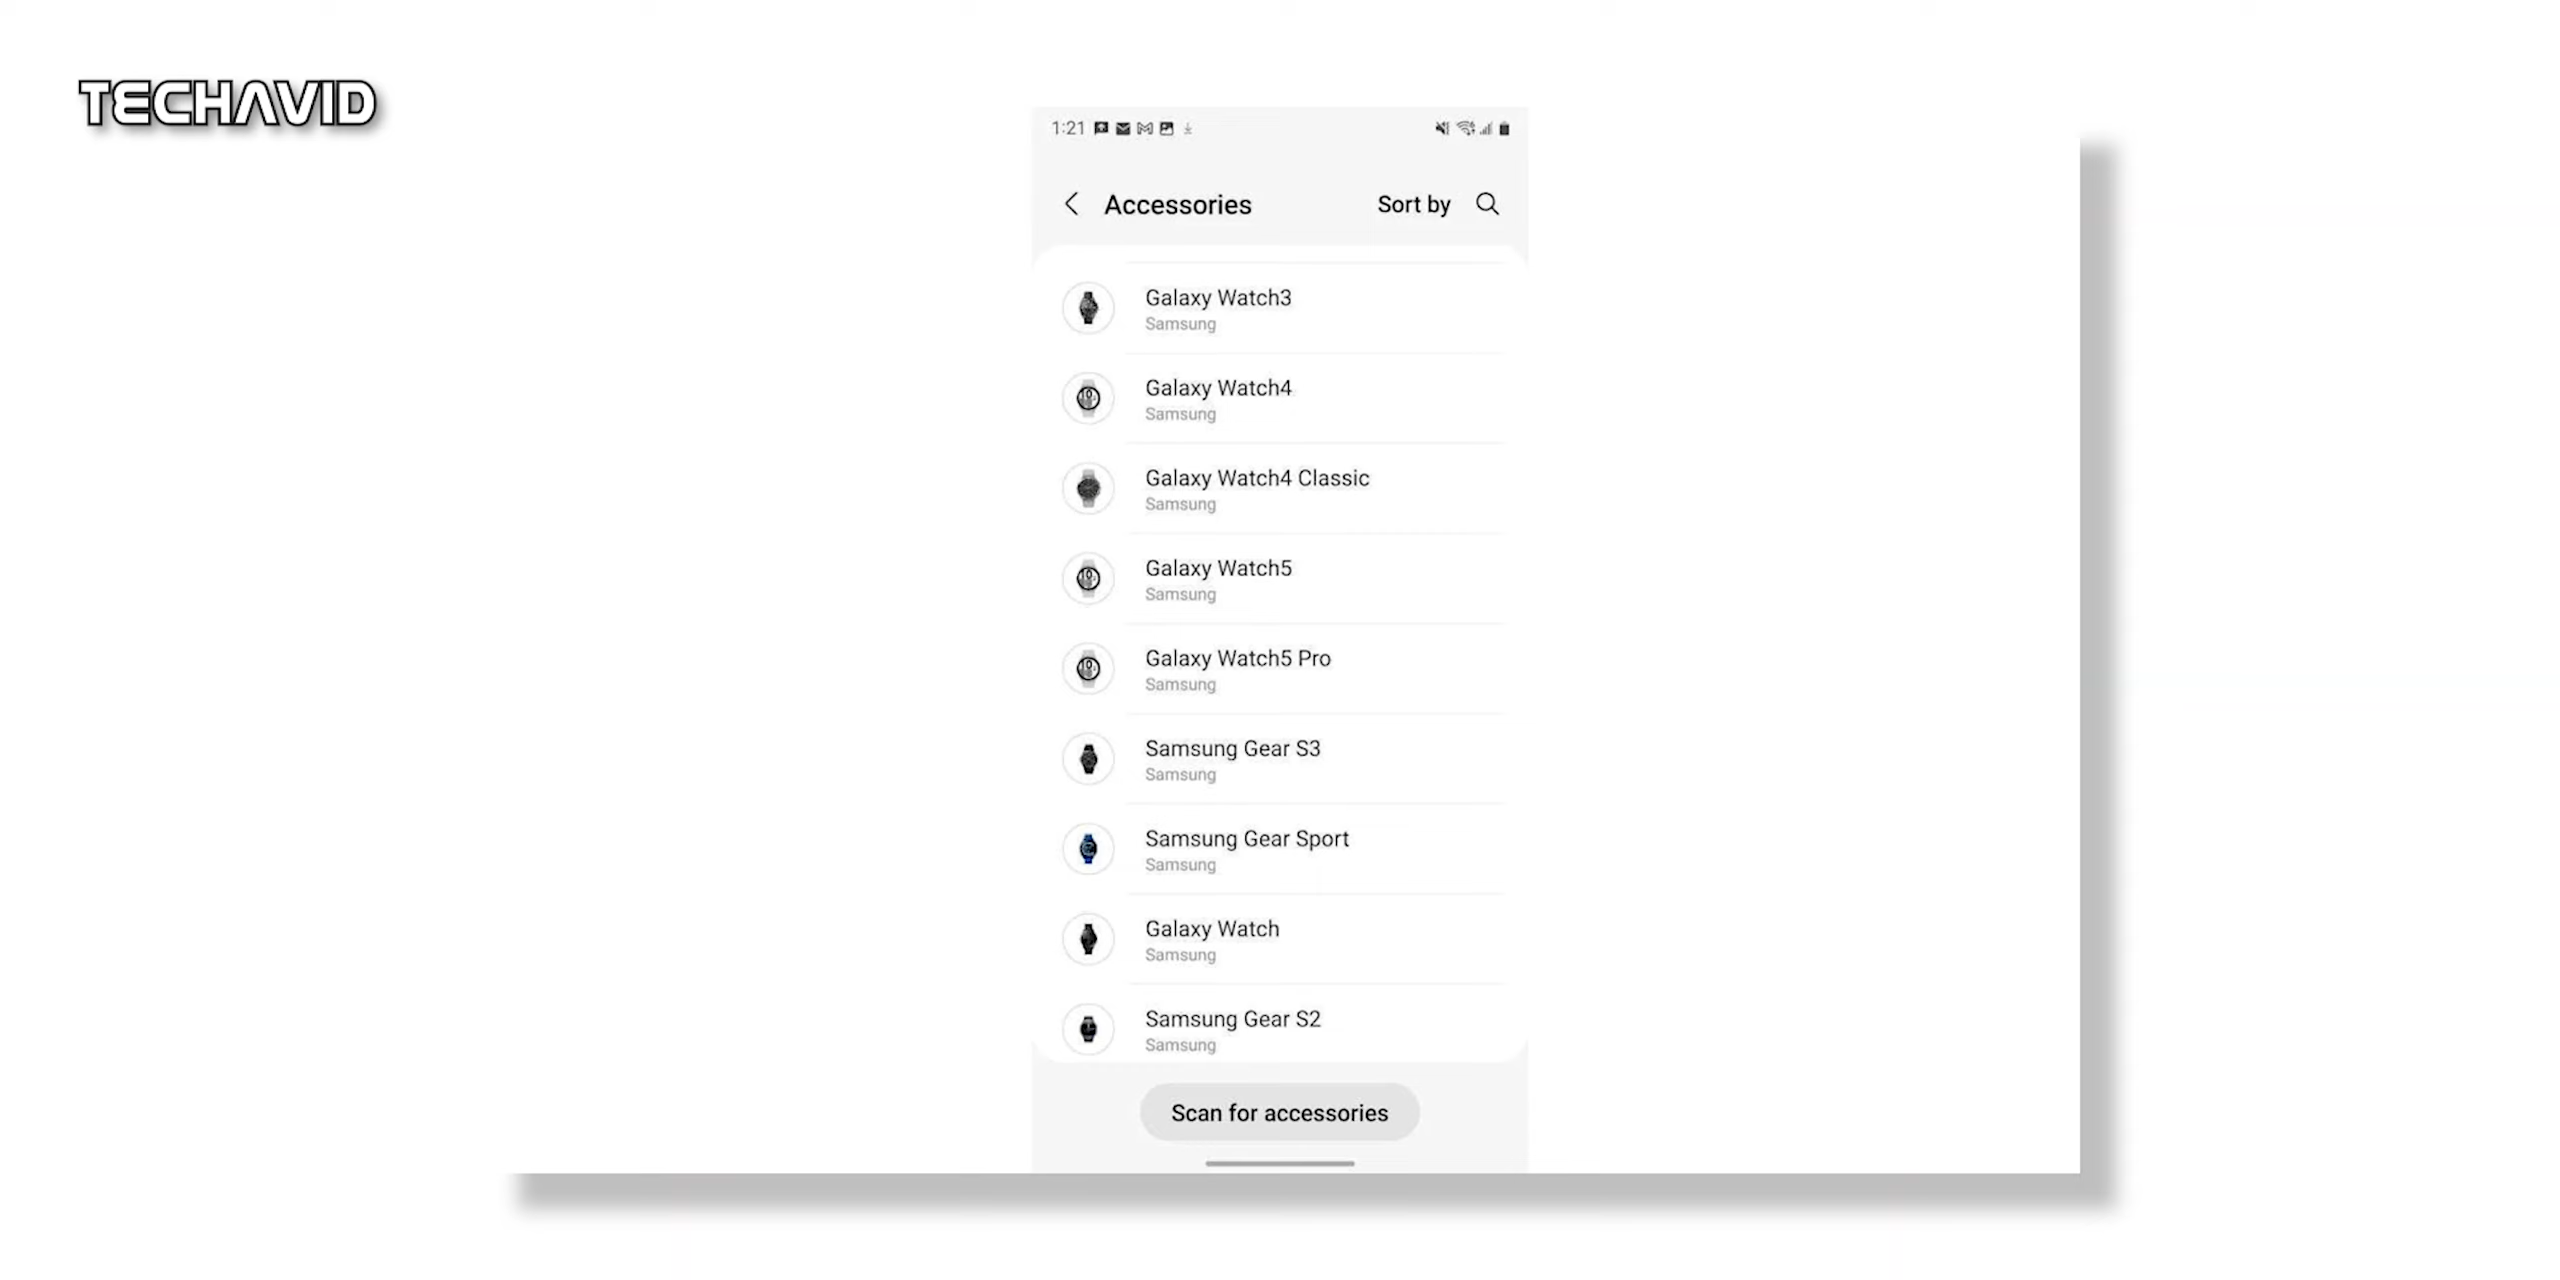 TECHAVID
1:21
Accessories
Sort by
Galaxy Watch3
Samsung
Galaxy Watch4
Samsung
Galaxy Watch4 Classic
Samsung
Galaxy Watch5
Samsung
Galaxy Watch5 Pro
Samsung
Samsung Gear S3
Samsung
Samsung Gear Sport
Samsung
Galaxy Watch
Samsung
Samsung Gear S2
Samsung
Scan for accessories